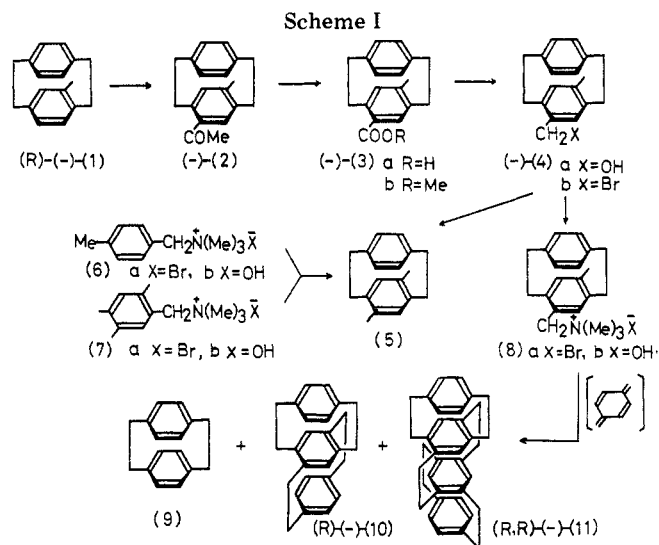 Scheme I
COMe
COOR
CH2X
(R)-(-)-(1)
(-)-(2)
(-)-(3) a R=H
b R=Me
(-)-(4) a X=OH
b X=Br
Me
CH2N+(Me)3X̄
(6) a X=Br, b X=OH
CH2N+(Me)3X̄
(7) a X=Br, b X=OH
(5)
CH2N+(Me)3X̄
(8) a X=Br, b X=OH.
(9)
+
(R)-(-)-(10)
+
(R,R)-(-)-(11)